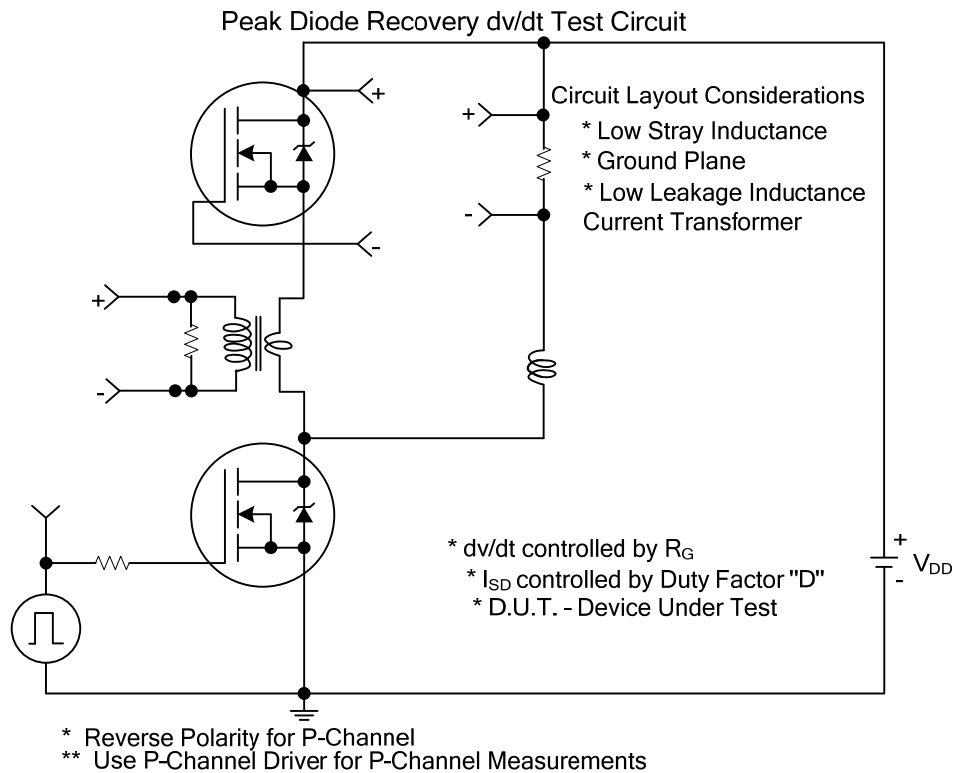 Peak Diode Recovery dv/dt Test Circuit
+
Circuit Layout Considerations
+
* Low Stray Inductance
* Ground Plane
* Low Leakage Inductance
-
Current Transformer
-
+
-
* dv/dt controlled by RG
+
VDD
* ISD controlled by Duty Factor "D"
-
* D.U.T. - Device Under Test
* Reverse Polarity for P-Channel
** Use P-Channel Driver for P-Channel Measurements